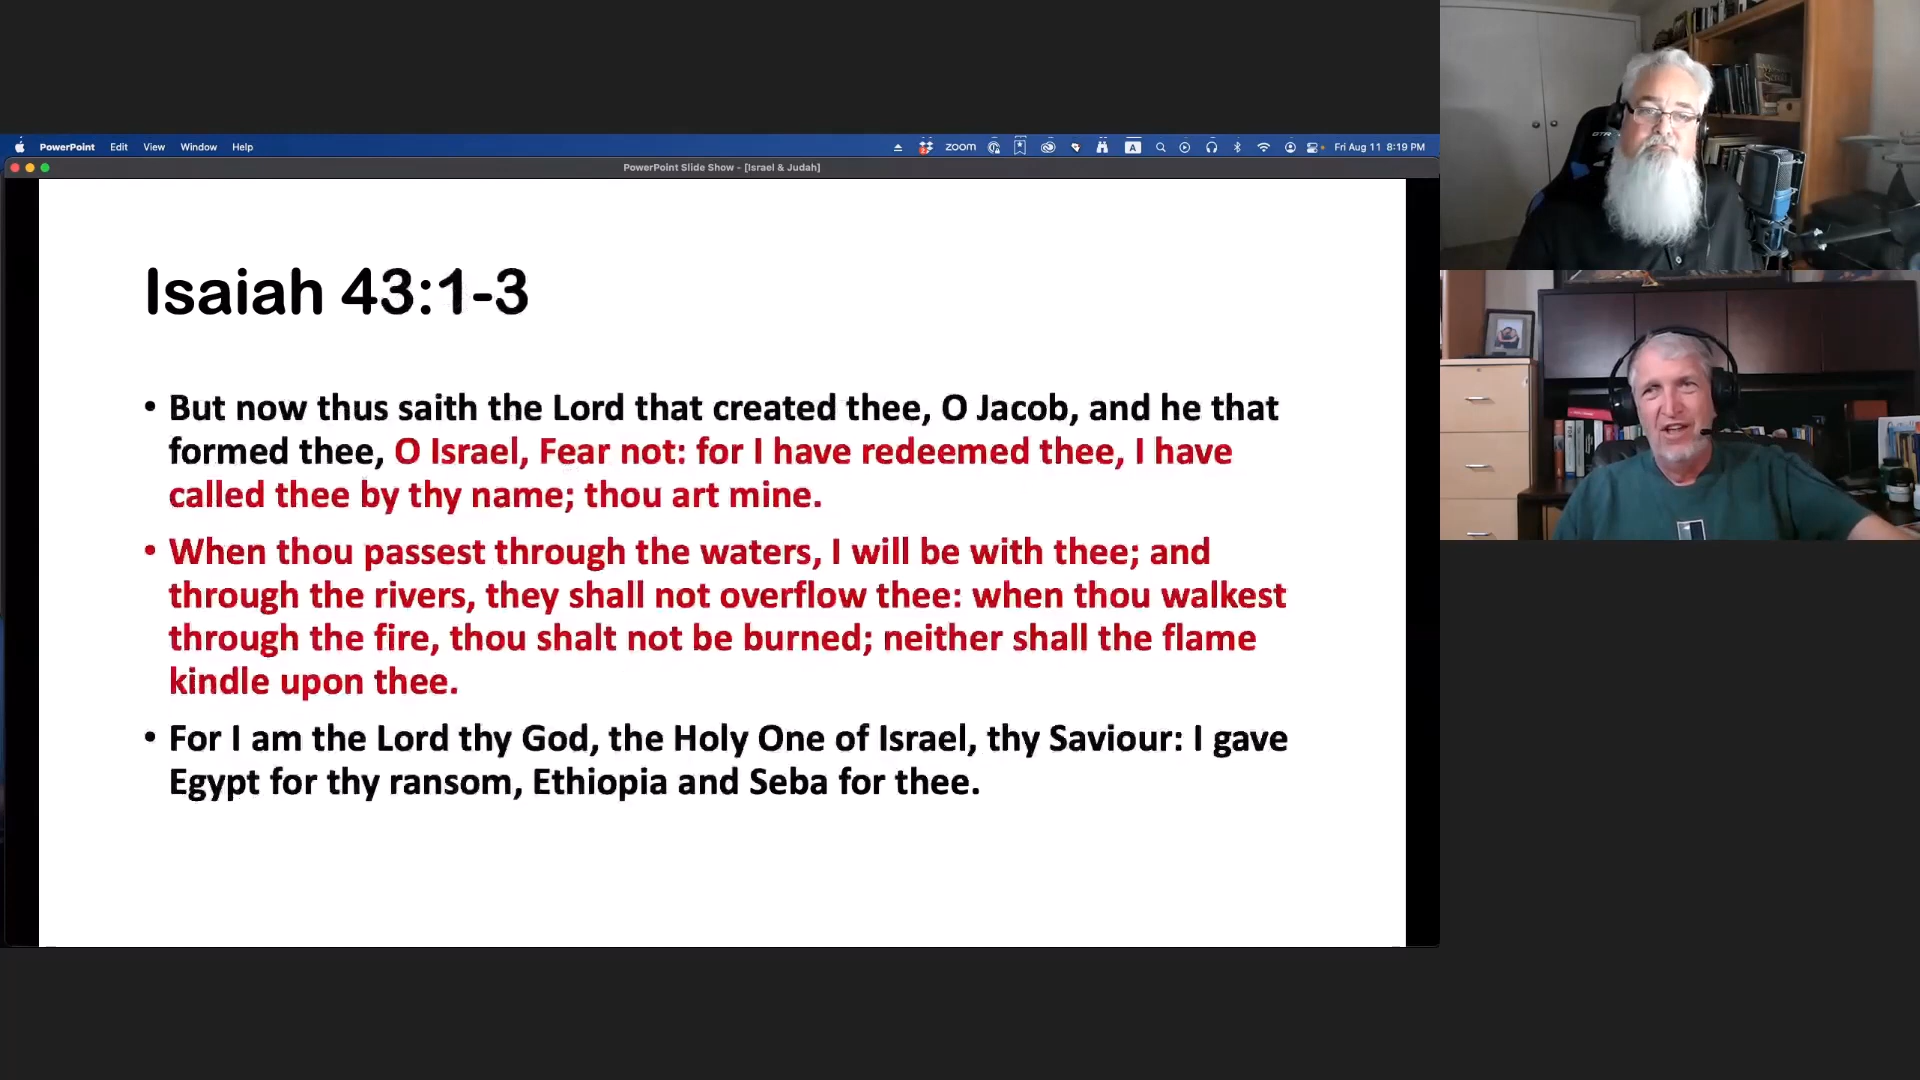 PowerPoint Edit View Window Help
zoom A Fri Aug 11 8:19 PM
PowerPoint Slide Show - [Israel & Judah]
Isaiah 43:1-3
• But now thus saith the Lord that created thee, O Jacob, and he that
formed thee, O Israel, Fear not: for I have redeemed thee, I have
called thee by thy name; thou art mine.
• When thou passest through the waters, I will be with thee; and
through the rivers, they shall not overflow thee: when thou walkest
through the fire, thou shalt not be burned; neither shall the flame
kindle upon thee.
• For I am the Lord thy God, the Holy One of Israel, thy Saviour: I gave
Egypt for thy ransom, Ethiopia and Seba for thee.